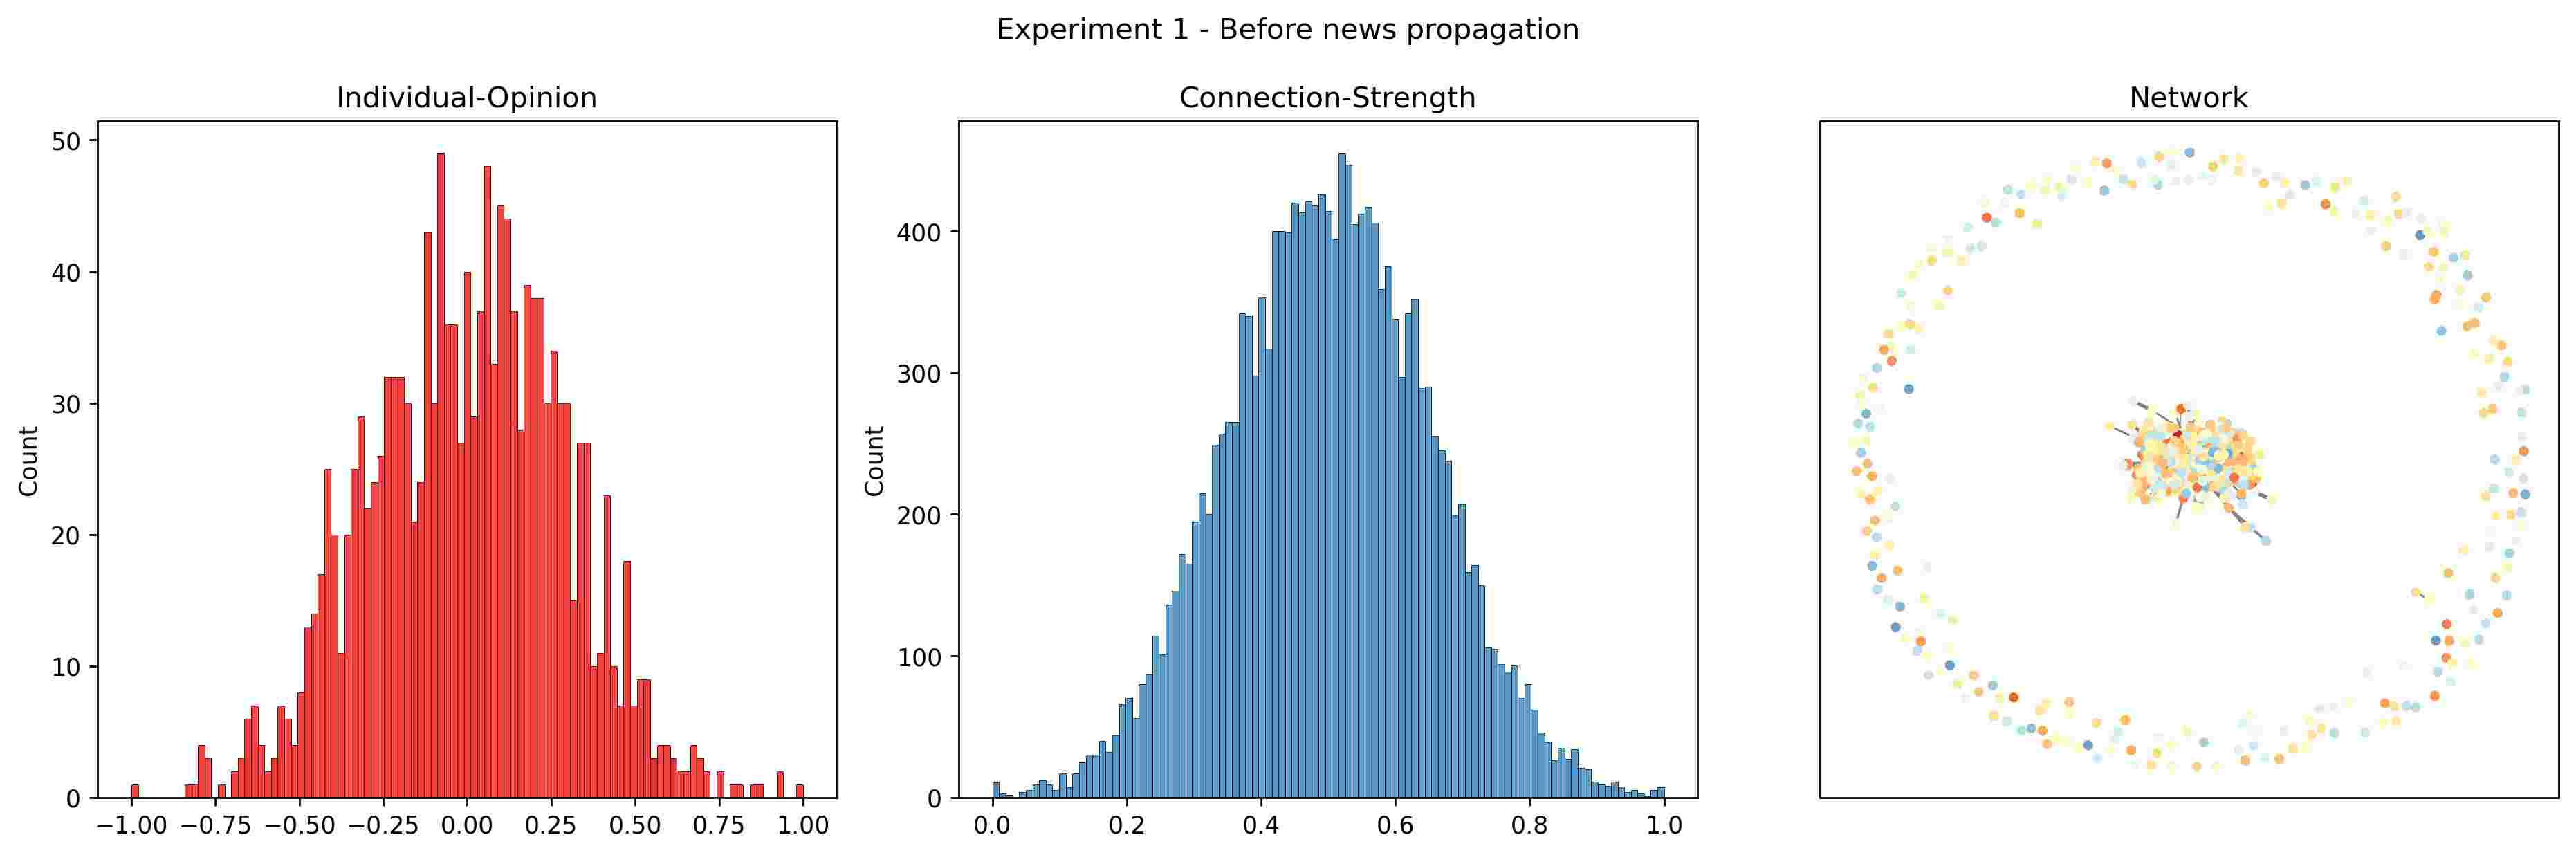 Experiment 1 - Before news propagation
Individual-Opinion
Count
50
40
30
20
10
0
−1.00 −0.75 −0.50 −0.25 0.00 0.25 0.50 0.75 1.00
Connection-Strength
Count
400
300
200
100
0
0.0 0.2 0.4 0.6 0.8 1.0
Network